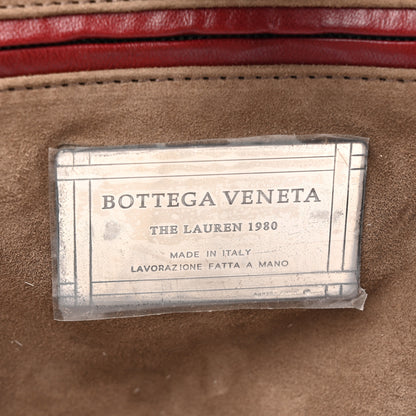 BOTTEGA VENETA
THE LAUREN 1980
MADE IN ITALY
LAVORAZIONE FATTA A MANO